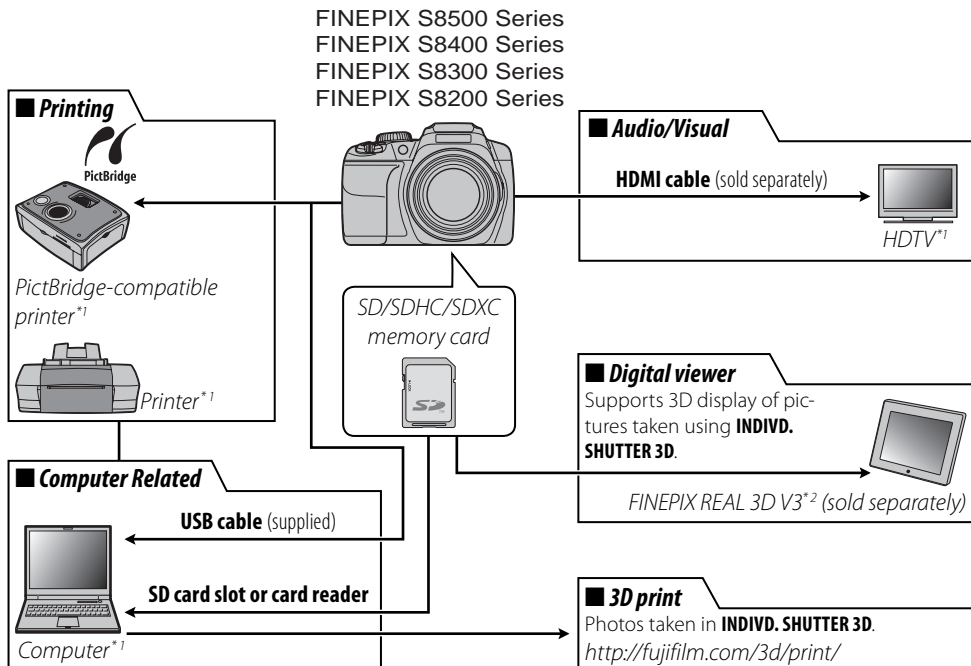 FINEPIX S8500 Series
FINEPIX S8400 Series
FINEPIX S8300 Series
FINEPIX S8200 Series
■ Printing
PictBridge
PictBridge-compatible
printer*1
Printer*1
■ Audio/Visual
HDMI cable (sold separately)
HDTV*1
SD/SDHC/SDXC
memory card
LOCK
SD
■ Digital viewer
Supports 3D display of pic-
tures taken using INDIVD.
SHUTTER 3D.
FINEPIX REAL 3D V3*2 (sold separately)
■ Computer Related
USB cable (supplied)
SD card slot or card reader
Computer*1
■ 3D print
Photos taken in INDIVD. SHUTTER 3D.
http://fujifilm.com/3d/print/